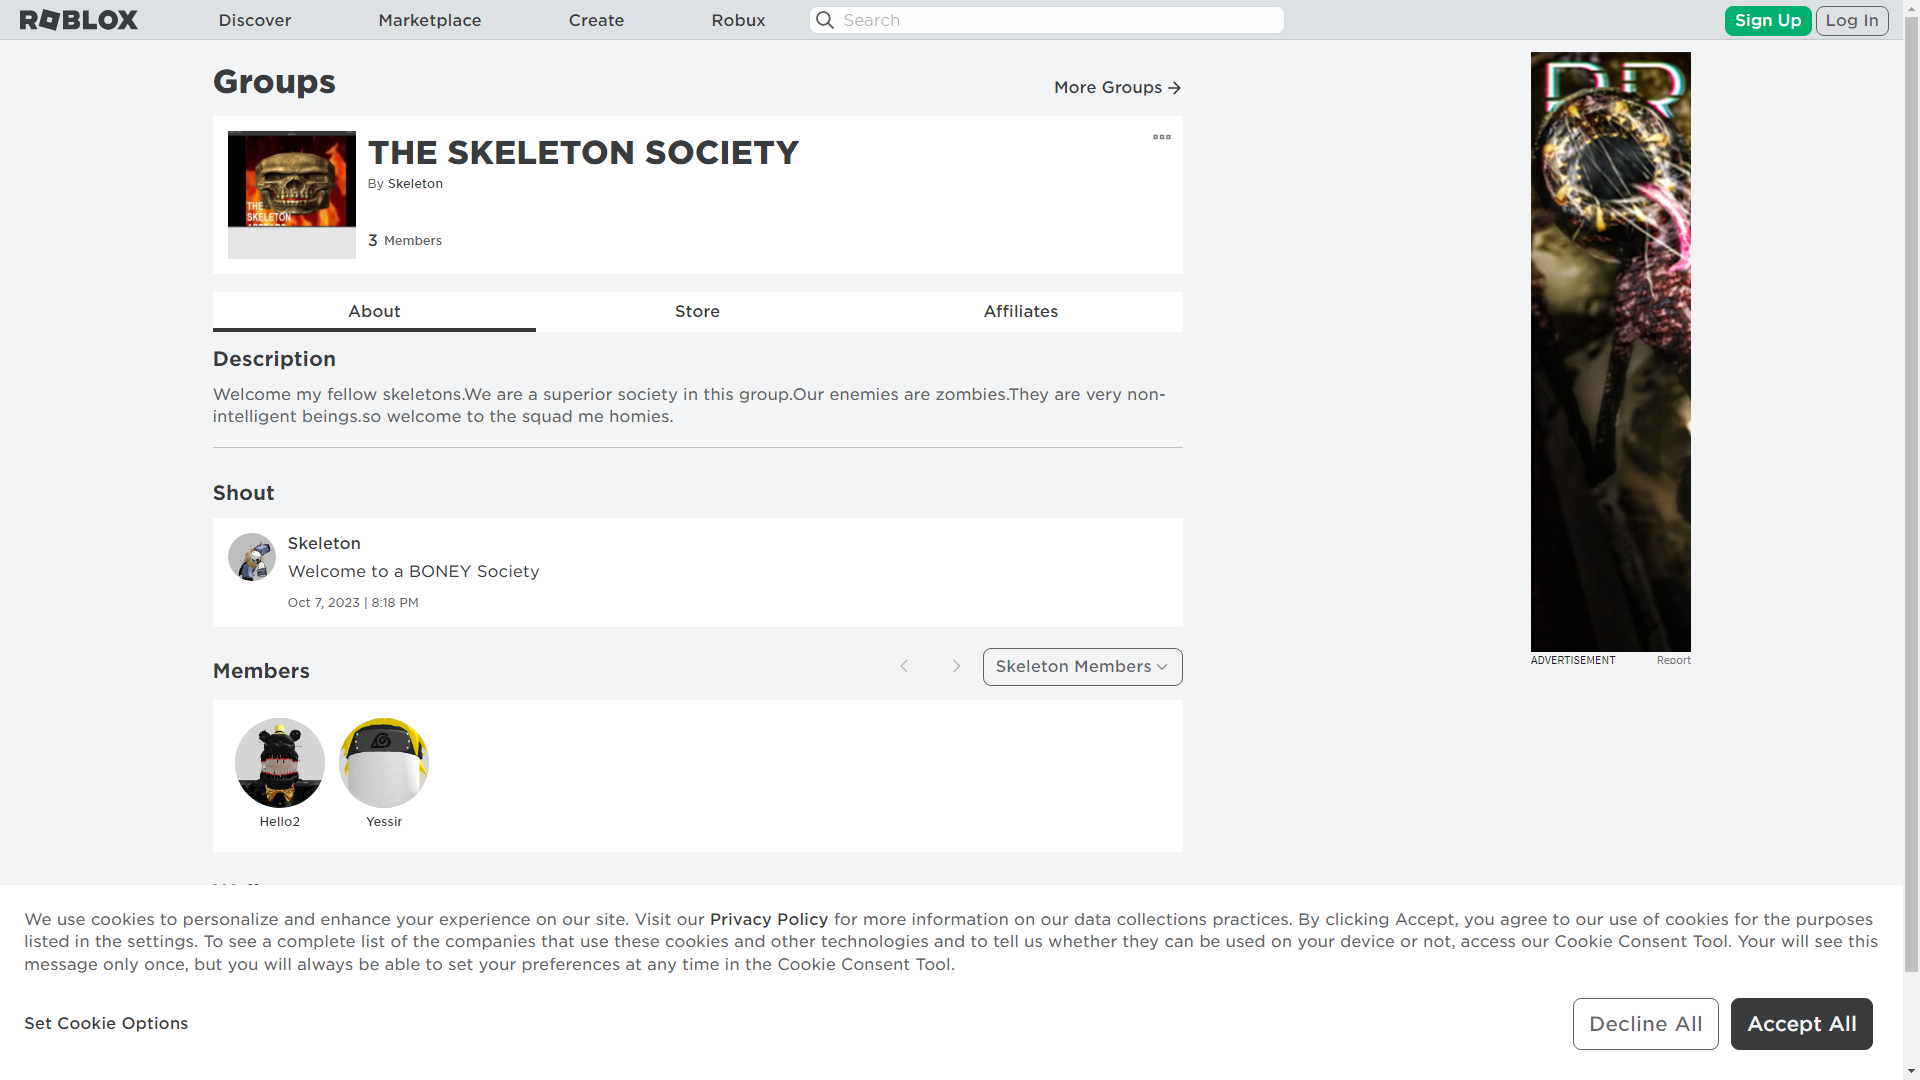 ROBLOX
Discover
Marketplace
Create
Robux
Search
Sign Up
Log In
Groups
More Groups
THE SKELETON SOCIETY
By Skeleton
3 Members
THE
SKELETON
About
Store
Affiliates
Description
Welcome my fellow skeletons.We are a superior society in this group.Our enemies are zombies.They are very non-
intelligent beings.so welcome to the squad me homies.
Shout
Skeleton
Welcome to a BONEY Society
Oct 7, 2023 | 8:18 PM
Members
Skeleton Members
Hello2
Yessir
ADVERTISEMENT
Report
We use cookies to personalize and enhance your experience on our site. Visit our Privacy Policy for more information on our data collections practices. By clicking Accept, you agree to our use of cookies for the purposes
listed in the settings. To see a complete list of the companies that use these cookies and other technologies and to tell us whether they can be used on your device or not, access our Cookie Consent Tool. Your will see this
message only once, but you will always be able to set your preferences at any time in the Cookie Consent Tool.
Set Cookie Options
Decline All
Accept All